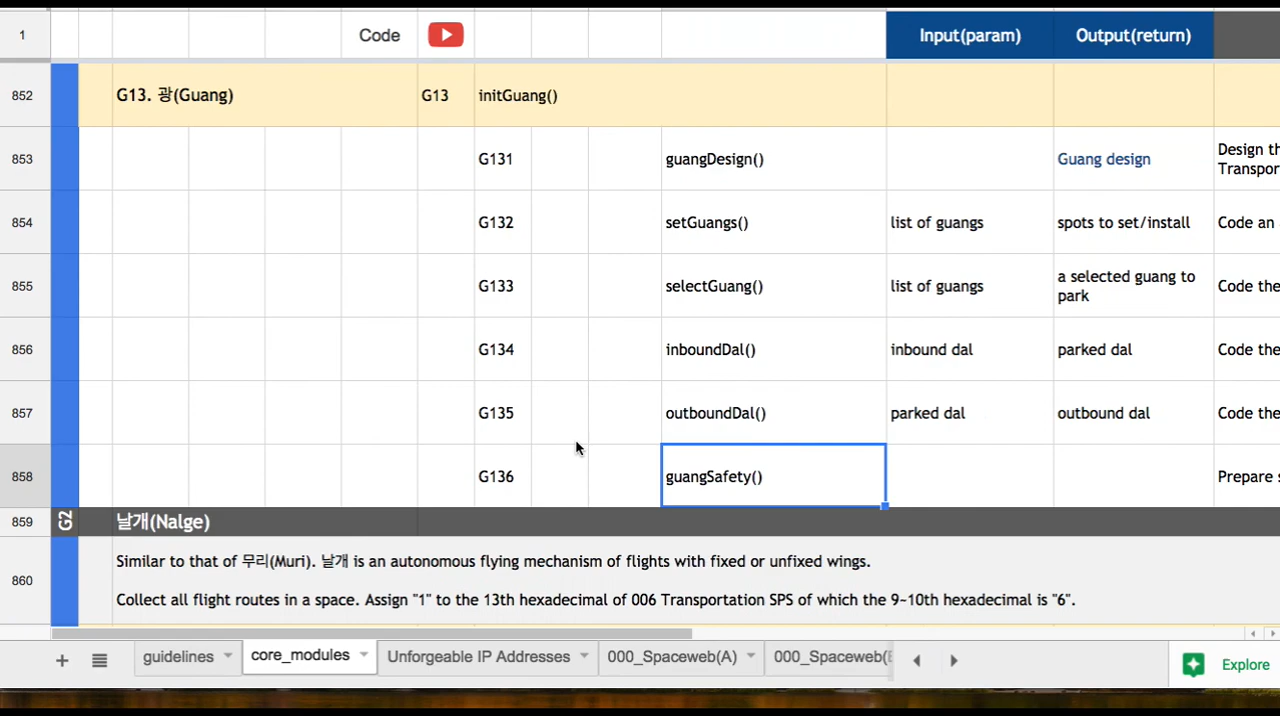 1 Code Input(param) Output(return)
852 G13. 광(Guang) G13 initGuang()
853 G131 guangDesign() Guang design Design th
Transpor
854 G132 setGuangs() list of guangs spots to set/install Code an
855 G133 selectGuang() list of guangs a selected guang to
park Code the
856 G134 inboundDal() inbound dal parked dal Code the
857 G135 outboundDal() parked dal outbound dal Code the
858 G136 guangSafety() Prepare s
859 G2 날개(Nalge)
860 Similar to that of 무리(Muri). 날개 is an autonomous flying mechanism of flights with fixed or unfixed wings.
Collect all flight routes in a space. Assign "1" to the 13th hexadecimal of 006 Transportation SPS of which the 9~10th hexadecimal is "6".
guidelines core_modules Unforgeable IP Addresses 000_Spaceweb(A) 000_Spaceweb(E Explore